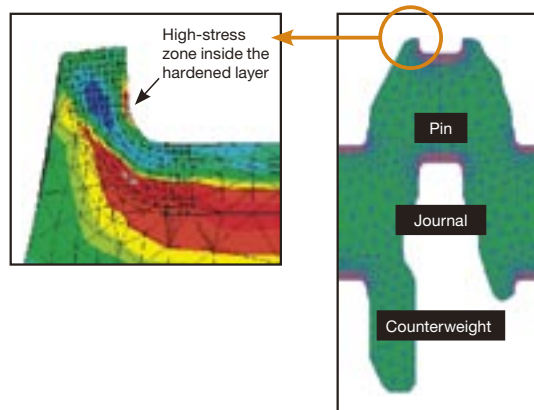 High-stress
zone inside the
hardened layer
Pin
Journal
Counterweight